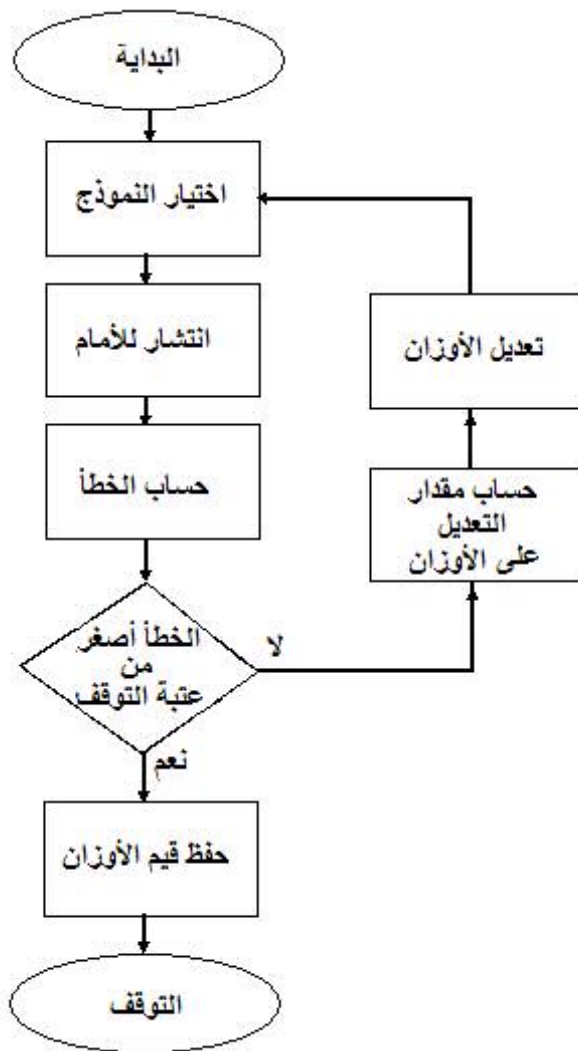 البداية
اختيار النموذج
انتشار للأمام
حساب الخطأ
الخطأ أصغر
من
عتبة التوقف
لا
حساب مقدار
التعديل
على الأوزان
تعديل الأوزان
نعم
حفظ قيم الأوزان
التوقف